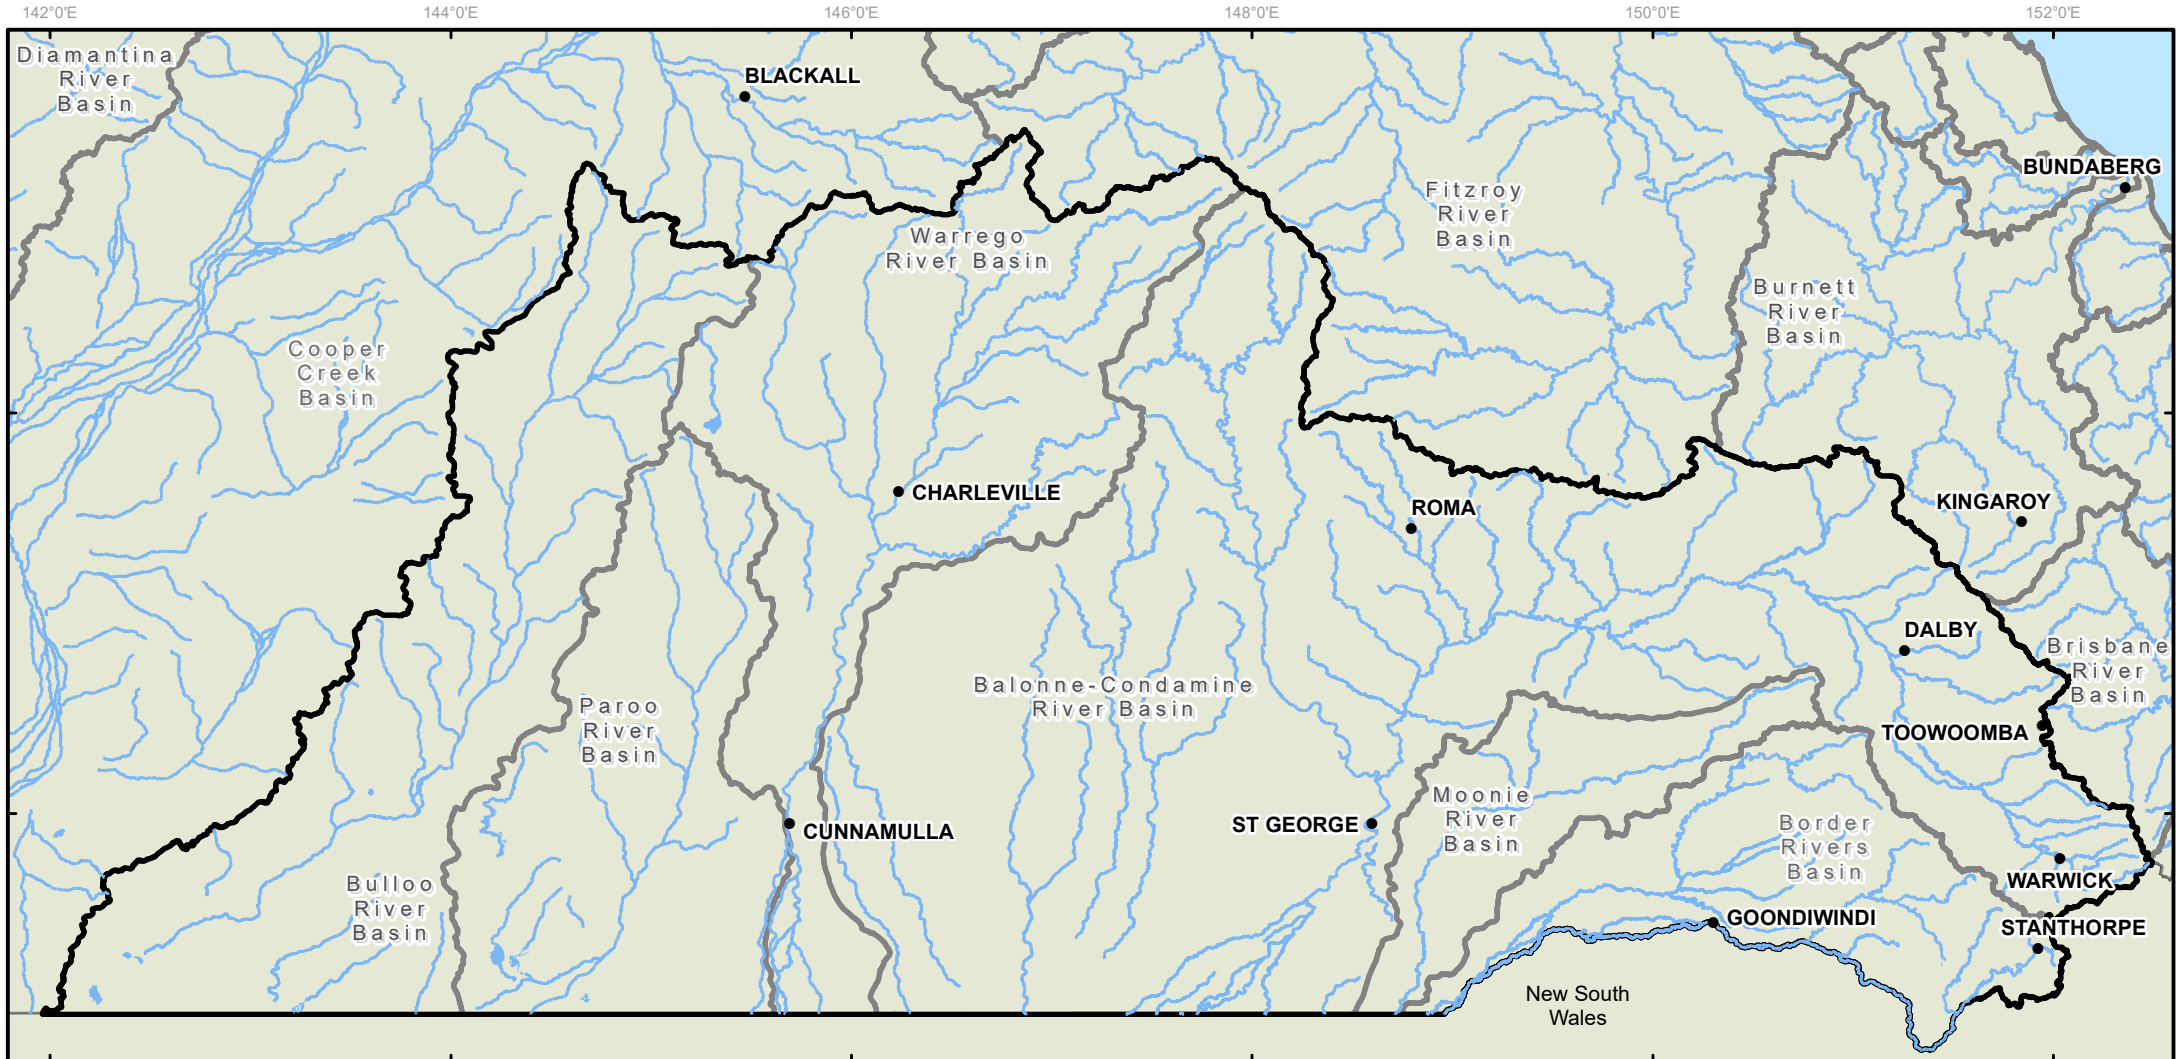 142°0'E
144°0'E
146°0'E
148°0'E
150°0'E
152°0'E
Diamantina
River
Basin
BLACKALL
BUNDABERG
Fitzroy
River
Basin
Warrego
River Basin
Burnett
River
Basin
Cooper
Creek
Basin
CHARLEVILLE
ROMA
KINGAROY
DALBY
Brisbane
River
Basin
Balonne-Condamine
River Basin
Paroo
River
Basin
TOOWOOMBA
Moonie
River
Basin
ST GEORGE
CUNNAMULLA
Border
Rivers
Basin
WARWICK
Bulloo
River
Basin
GOONDIWINDI
STANTHORPE
New South
Wales